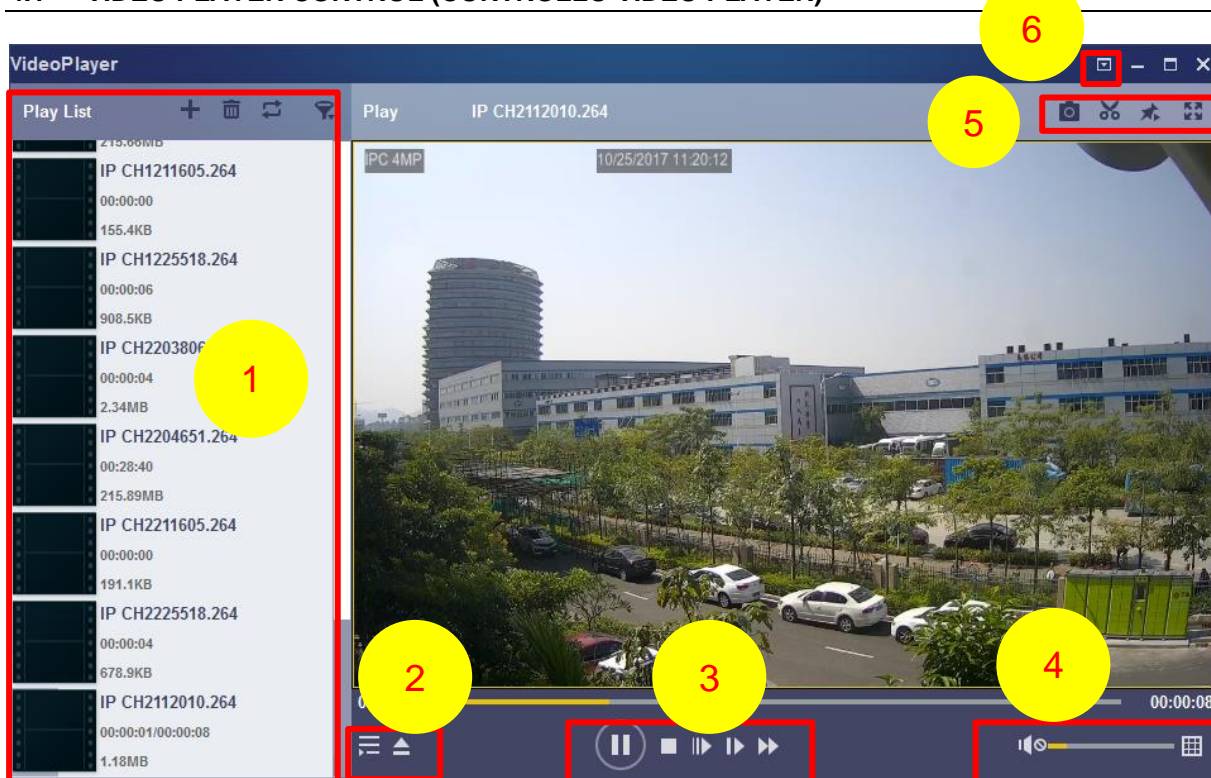 VideoPlayer
6
Play List
Play
IP CH2112010.264
5
215.66MB
IP CH1211605.264
00:00:00
155.4KB
IP CH1225518.264
00:00:06
908.5KB
IP CH2203806
00:00:04
2.34MB
1
IP CH2204651.264
00:28:40
215.89MB
IP CH2211605.264
00:00:00
191.1KB
IP CH2225518.264
00:00:04
678.9KB
IP CH2112010.264
00:00:01/00:00:08
1.18MB
IPC 4MP
10/25/2017 11:20:12
2
3
4
00:00:08